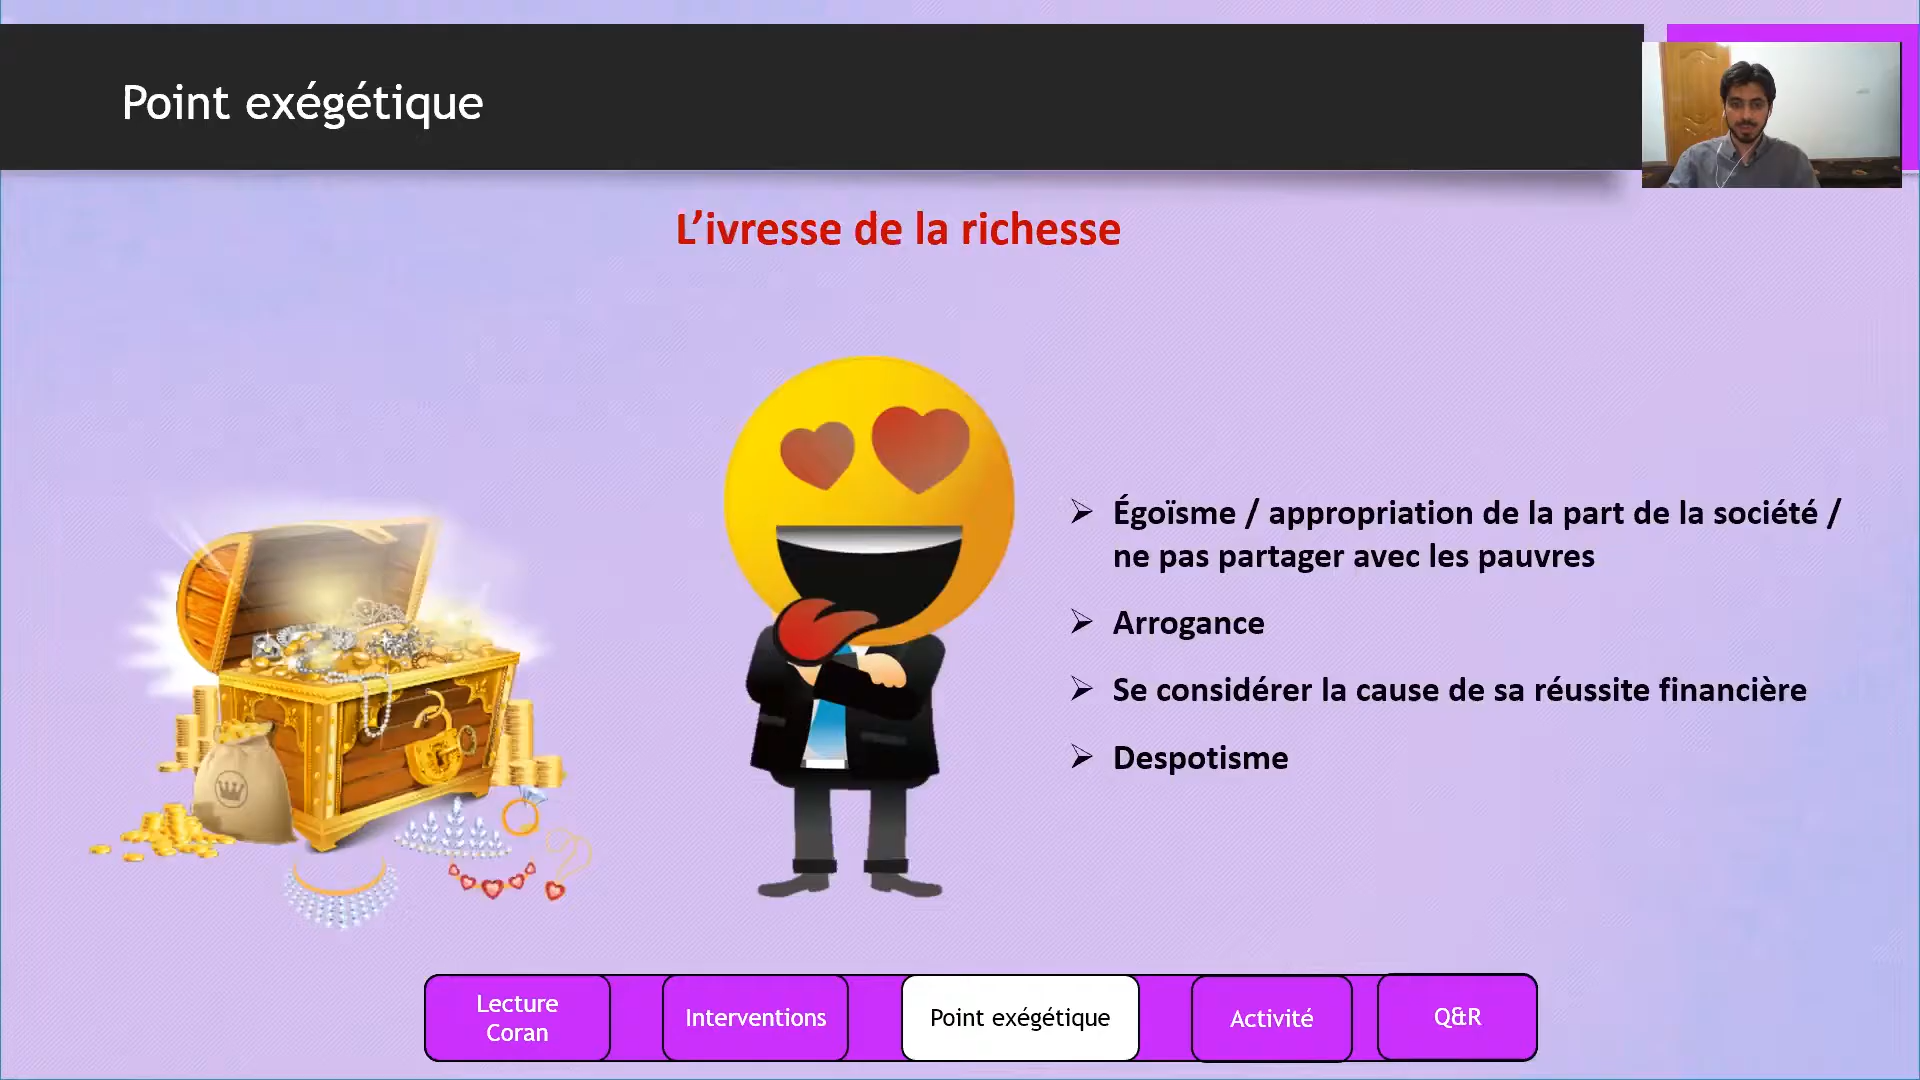 Point exégétique
L’ivresse de la richesse
Égoïsme / appropriation de la part de la société /
ne pas partager avec les pauvres
Arrogance
Se considérer la cause de sa réussite financière
Despotisme
Lecture
Coran
Interventions
Point exégétique
Activité
Q&R